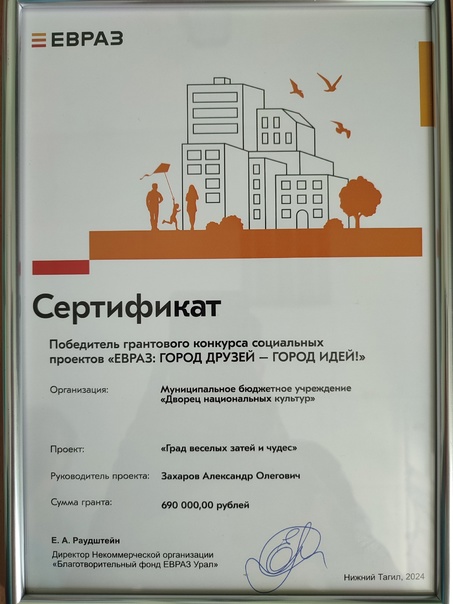 ЕВРАЗ
Сертификат
Победитель грантового конкурса социальных
проектов «ЕВРАЗ: ГОРОД ДРУЗЕЙ – ГОРОД ИДЕЙ!»
Организация: Муниципальное бюджетное учреждение
«Дворец национальных культур»
Проект: «Град веселых затей и чудес»
Руководитель проекта: Захаров Александр Олегович
Сумма гранта: 690 000,00 рублей
Е. А. Раудштейн
Директор Некоммерческой организации
«Благотворительный фонд ЕВРАЗ Урал»
Нижний Тагил, 2024